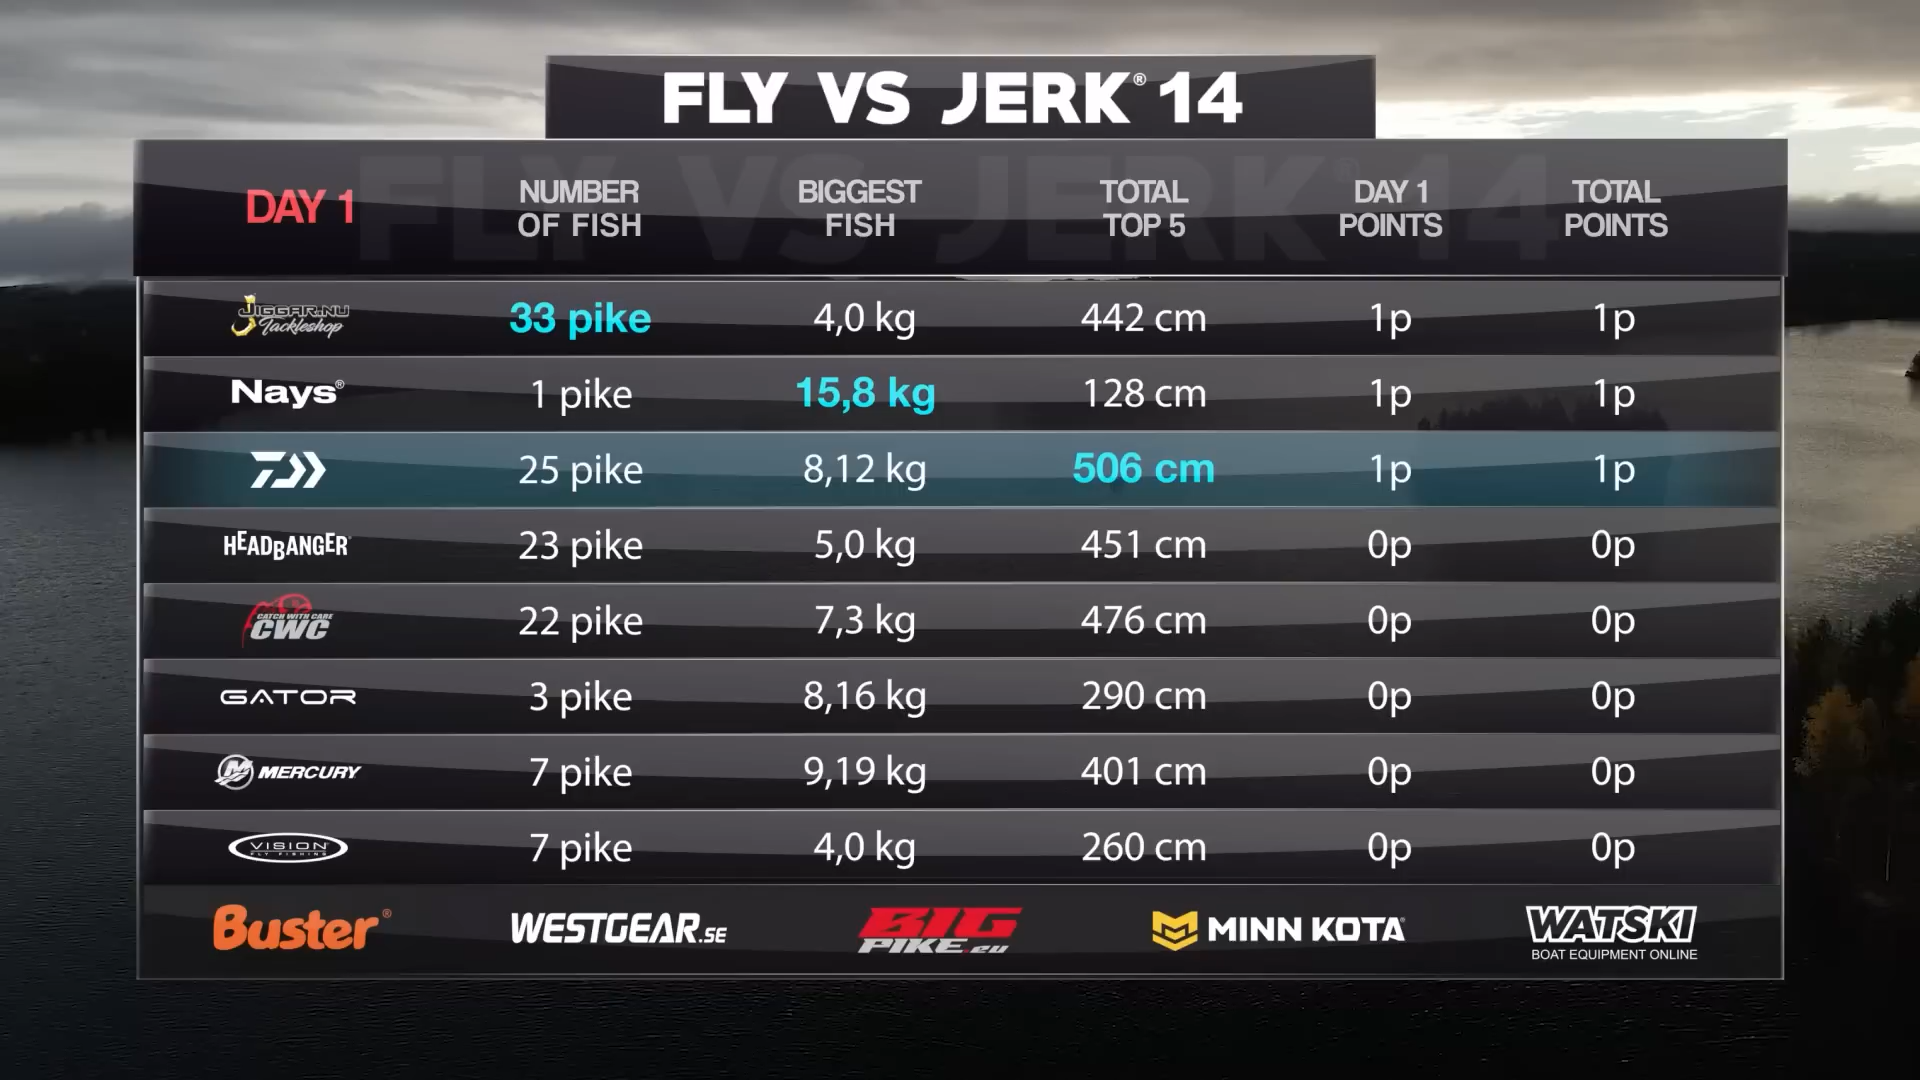 FLY VS JERK® 14
DAY 1
NUMBER OF FISH
BIGGEST FISH
TOTAL TOP 5
DAY 1 POINTS
TOTAL POINTS
JIGGAR.NU Tackleshop 33 pike 4,0 kg 442 cm 1p 1p
Nays® 1 pike 15,8 kg 128 cm 1p 1p
25 pike 8,12 kg 506 cm 1p 1p
HEADBANGER 23 pike 5,0 kg 451 cm 0p 0p
CATCH WITH CARE CWC 22 pike 7,3 kg 476 cm 0p 0p
GATOR 3 pike 8,16 kg 290 cm 0p 0p
MERCURY 7 pike 9,19 kg 401 cm 0p 0p
VISION FLY FISHING 7 pike 4,0 kg 260 cm 0p 0p
Buster® WESTGEAR.SE BIG PIKE.eu MINN KOTA WATSKI
BOAT EQUIPMENT ONLINE